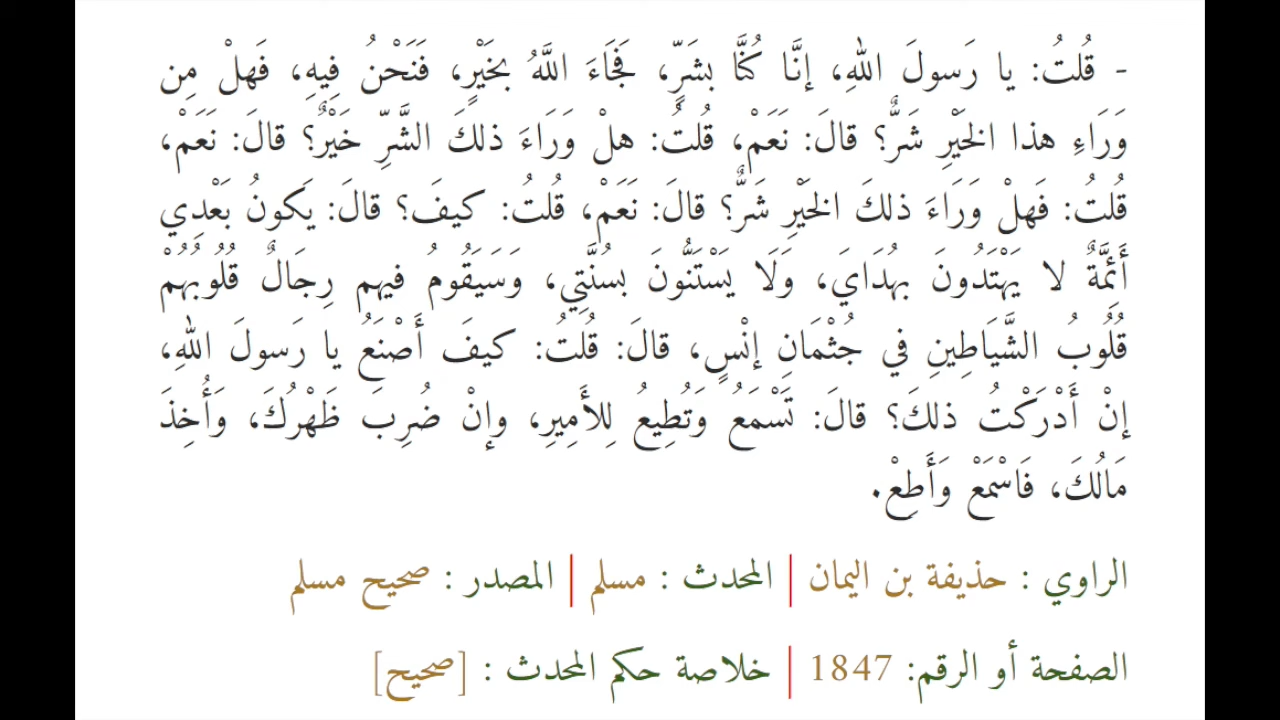 - قُلتُ: يا رَسولَ اللهِ، إنَّا كُنَّا بشَرٍّ، فَجَاءَ اللَّهُ بخَيْرٍ، فَنَحْنُ فِيهِ، فَهلْ مِن
وَرَاءِ هذا الخَيْرِ شَرٌّ؟ قالَ: نَعَمْ، قُلتُ: هلْ وَرَاءَ ذلكَ الشَّرِّ خَيْرٌ؟ قالَ: نَعَمْ،
قُلتُ: فَهلْ وَرَاءَ ذلكَ الخَيْرِ شَرٌّ؟ قالَ: نَعَمْ، قُلتُ: كيفَ؟ قالَ: يَكونُ بَعْدِي
أَئِمَّةٌ لا يَهْتَدُونَ بهُدَايَ، وَلَا يَسْتَنُّونَ بسُنَّتِي، وَسَيَقُومُ فيهم رِجَالٌ قُلُوبُهُمْ
قُلُوبُ الشَّيَاطِينِ في جُثْمَانِ إنْسٍ، قالَ: قُلتُ: كيفَ أَصْنَعُ يا رَسولَ اللهِ،
إنْ أَدْرَكْتُ ذلكَ؟ قالَ: تَسْمَعُ وَتُطِيعُ لِلأَمِيرِ، وإنْ ضُرِبَ ظَهْرُكَ، وَأُخِذَ
مَالُكَ، فَاسْمَعْ وَأَطِعْ.
الراوي : حذيفة بن اليمان | المحدث : مسلم | المصدر : صحيح مسلم
الصفحة أو الرقم: 1847 | خلاصة حكم المحدث : [صحيح]